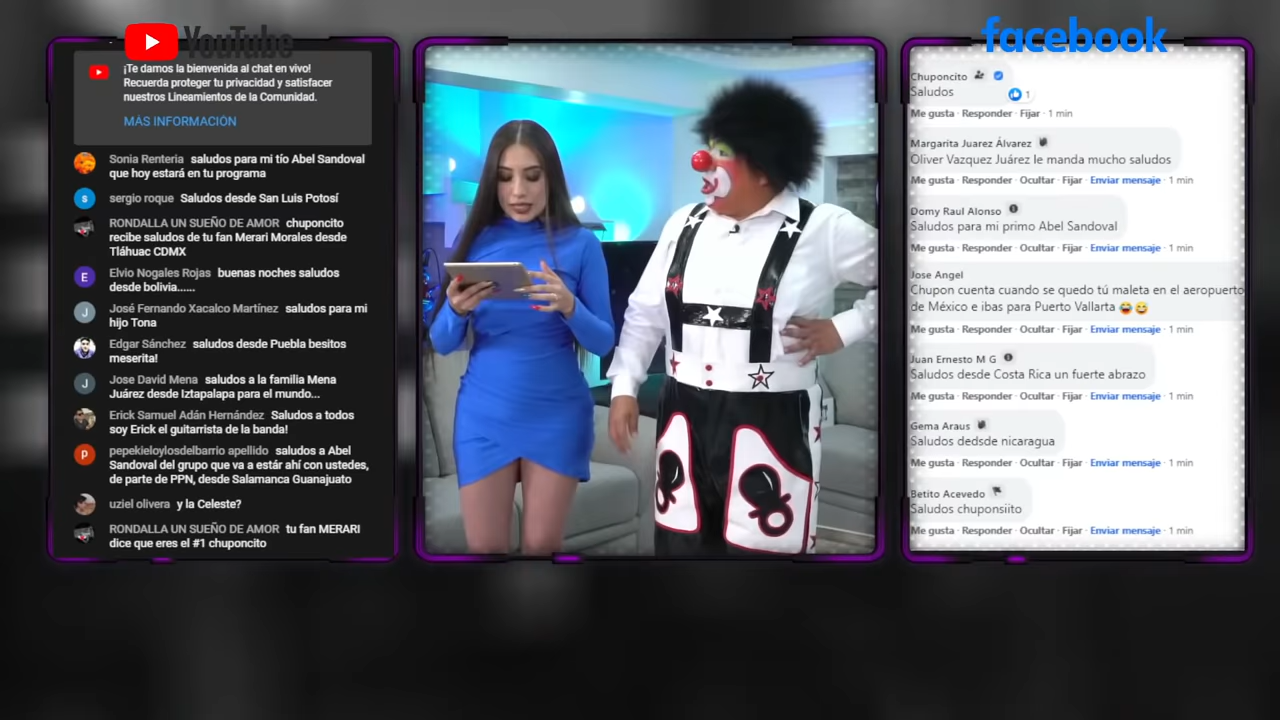 YouTube
¡Te damos la bienvenida al chat en vivo!
Recuerda proteger tu privacidad y satisfacer
nuestros Lineamientos de la Comunidad.
MÁS INFORMACIÓN
Sonia Renteria saludos para mi tío Abel Sandoval
que hoy estará en tu programa
s
sergio roque Saludos desde San Luis Potosí
RONDALLA UN SUEÑO DE AMOR chuponcito
recibe saludos de tu fan Merari Morales desde
Tláhuac CDMX
E
Elvio Nogales Rojas buenas noches saludos
desde bolivia......
J
José Fernando Xacalco Martínez saludos para mi
hijo Tona
Edgar Sánchez saludos desde Puebla besitos
meserita!
J
Jose David Mena saludos a la familia Mena
Juárez desde Iztapalapa para el mundo...
Erick Samuel Adán Hernández Saludos a todos
soy Erick el guitarrista de la banda!
P
pepekieloylosdelbarrio apellido saludos a Abel
Sandoval del grupo que va a estár ahí con ustedes,
de parte de PPN, desde Salamanca Guanajuato
uziel olivera y la Celeste?
RONDALLA UN SUEÑO DE AMOR tu fan MERARI
dice que eres el #1 chuponcito
facebook
Chuponcito
Saludos
1
Me gusta · Responder · Fijar · 1 min
Margarita Juarez Álvarez
Oliver Vazquez Juárez le manda mucho saludos
Me gusta · Responder · Ocultar · Fijar · Enviar mensaje · 1 min
Domy Raul Alonso
Saludos para mi primo Abel Sandoval
Me gusta · Responder · Ocultar · Fijar · Enviar mensaje · 1 min
Jose Angel
Chupon cuenta cuando se quedo tú maleta en el aeropuerto
de México e ibas para Puerto Vallarta 😂😅
Me gusta · Responder · Ocultar · Fijar · Enviar mensaje · 1 min
Juan Ernesto M G
Saludos desde Costa Rica un fuerte abrazo
Me gusta · Responder · Ocultar · Fijar · Enviar mensaje · 1 min
Gema Araus
Saludos dedsde nicaragua
Me gusta · Responder · Ocultar · Fijar · Enviar mensaje · 1 min
Betito Acevedo
Saludos chuponsiito
Me gusta · Responder · Ocultar · Fijar · Enviar mensaje · 1 min